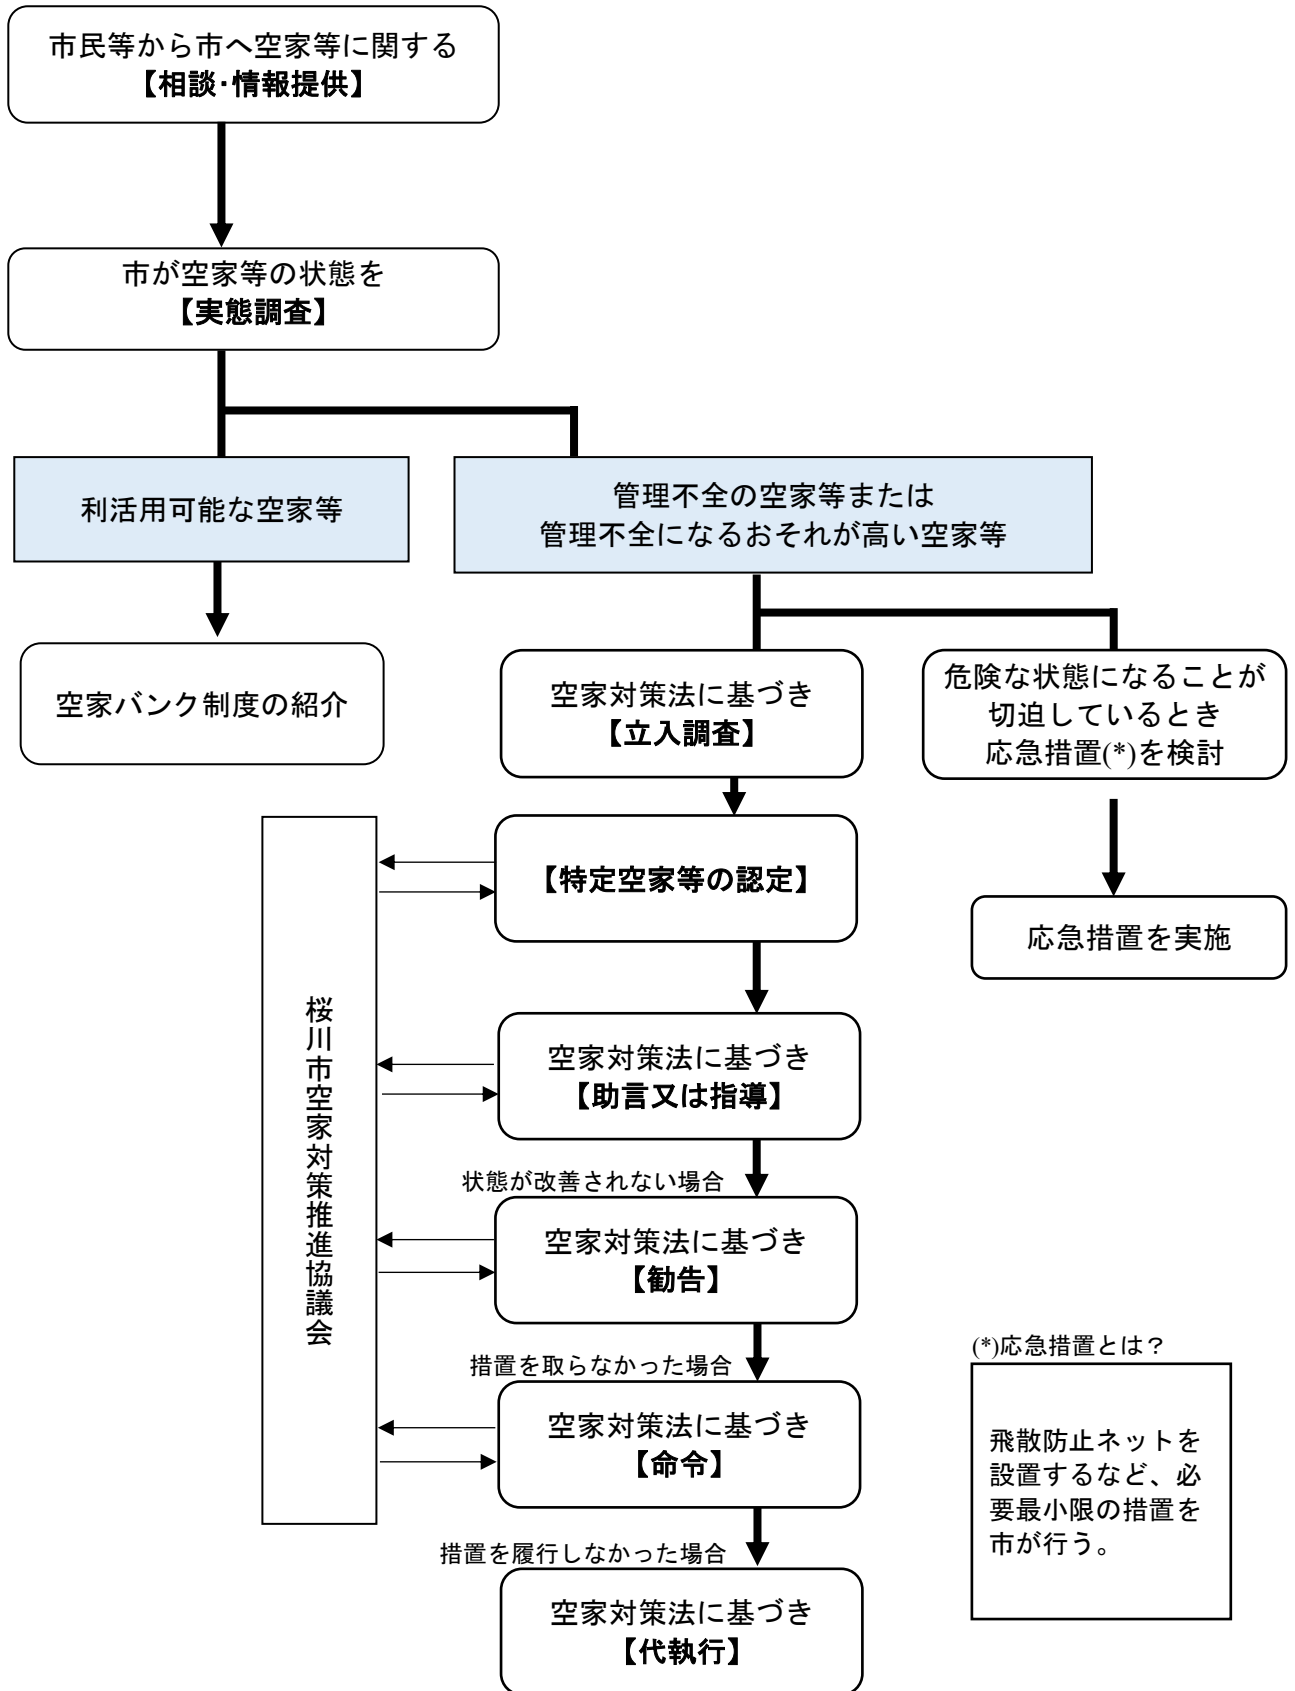 市民等から市へ空家等に関する
【相談・情報提供】
市が空家等の状態を
【実態調査】
利活用可能な空家等
管理不全の空家等または
管理不全になるおそれが高い空家等
空家バンク制度の紹介
空家対策法に基づき
【立入調査】
危険な状態になることが
切迫しているとき
応急措置(*)を検討
【特定空家等の認定】
応急措置を実施
桜川市空家対策推進協議会
空家対策法に基づき
【助言又は指導】
状態が改善されない場合
空家対策法に基づき
【勧告】
措置を取らなかった場合
空家対策法に基づき
【命令】
措置を履行しなかった場合
空家対策法に基づき
【代執行】
(*)応急措置とは？
飛散防止ネットを
設置するなど、必
要最小限の措置を
市が行う。